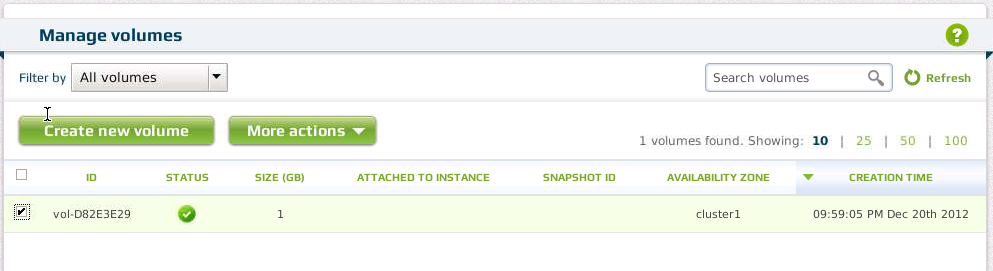 Manage volumes
?
Filter by All volumes Search volumes Refresh
Create new volume More actions
1 volumes found. Showing: 10 | 25 | 50 | 100
ID STATUS SIZE (GB) ATTACHED TO INSTANCE SNAPSHOT ID AVAILABILITY ZONE CREATION TIME
vol-D82E3E29 1 cluster1 09:59:05 PM Dec 20th 2012